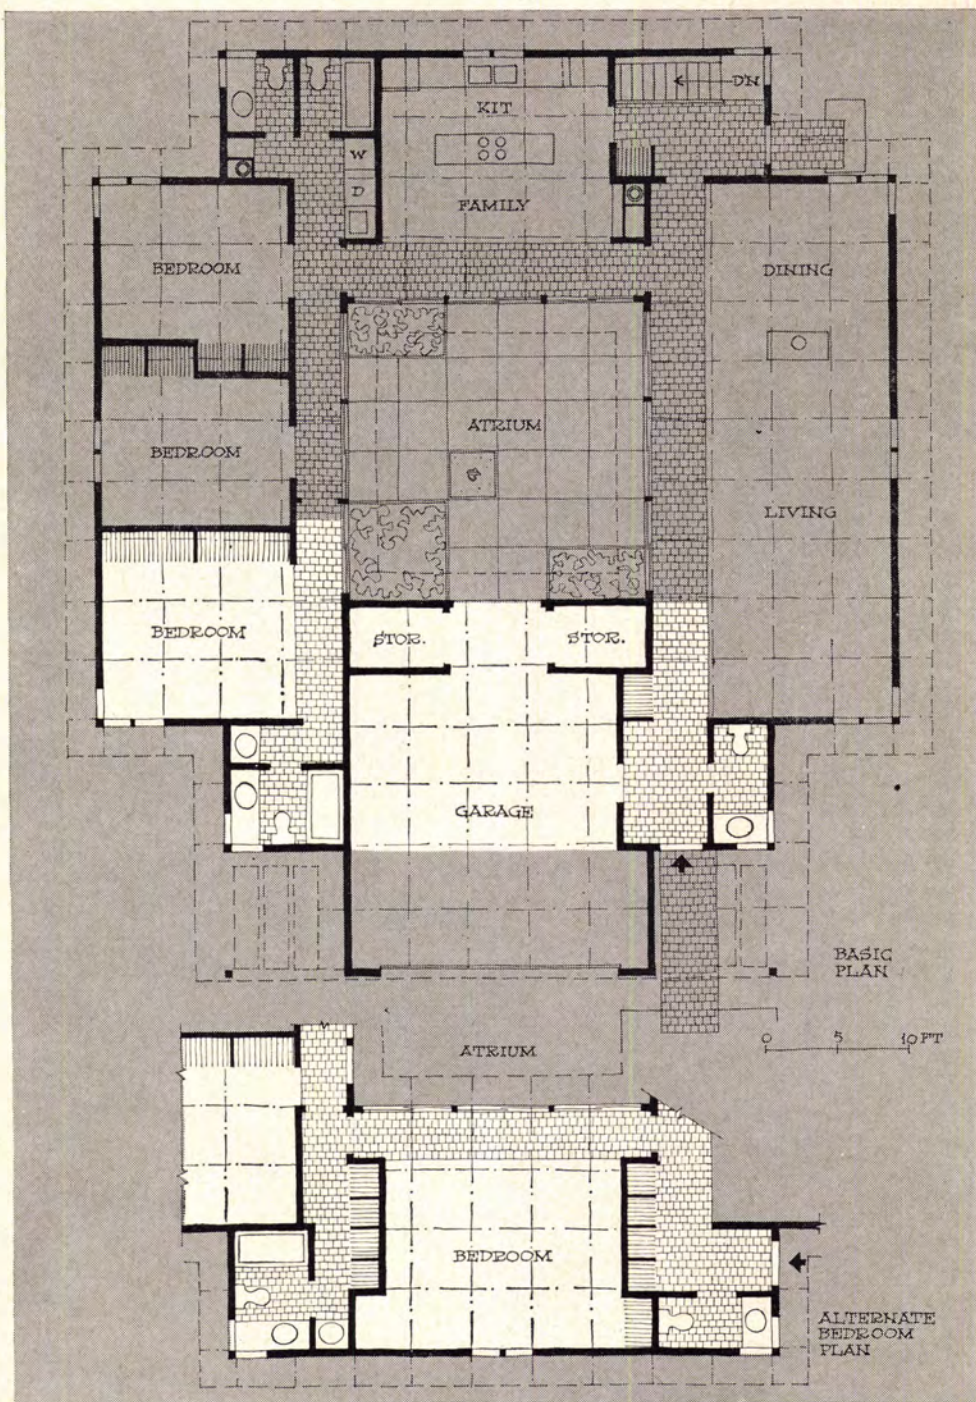 D'N
KIT
W
D
FAMILY
BEDROOM
DINING
BEDROOM
ATRIUM
LIVING
BEDROOM
STOR.
STOR.
GARAGE
BASIC
PLAN
0 5 10 FT
ATRIUM
BEDROOM
ALTERNATE
BEDROOM
PLAN